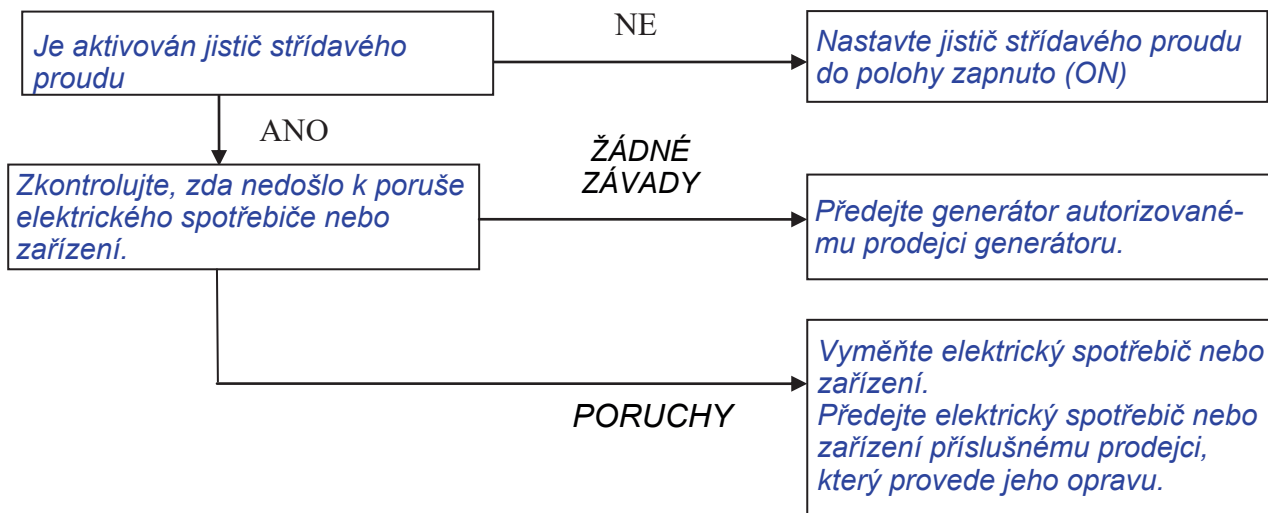 Je aktivován jistič střídavého
proudu
NE
Nastavte jistič střídavého proudu
do polohy zapnuto (ON)
ANO
Zkontrolujte, zda nedošlo k poruše
elektrického spotřebiče nebo
zařízení.
ŽÁDNÉ
ZÁVADY
Předejte generátor autorizované-
mu prodejci generátoru.
PORUCHY
Vyměňte elektrický spotřebič nebo
zařízení.
Předejte elektrický spotřebič nebo
zařízení příslušnému prodejci,
který provede jeho opravu.